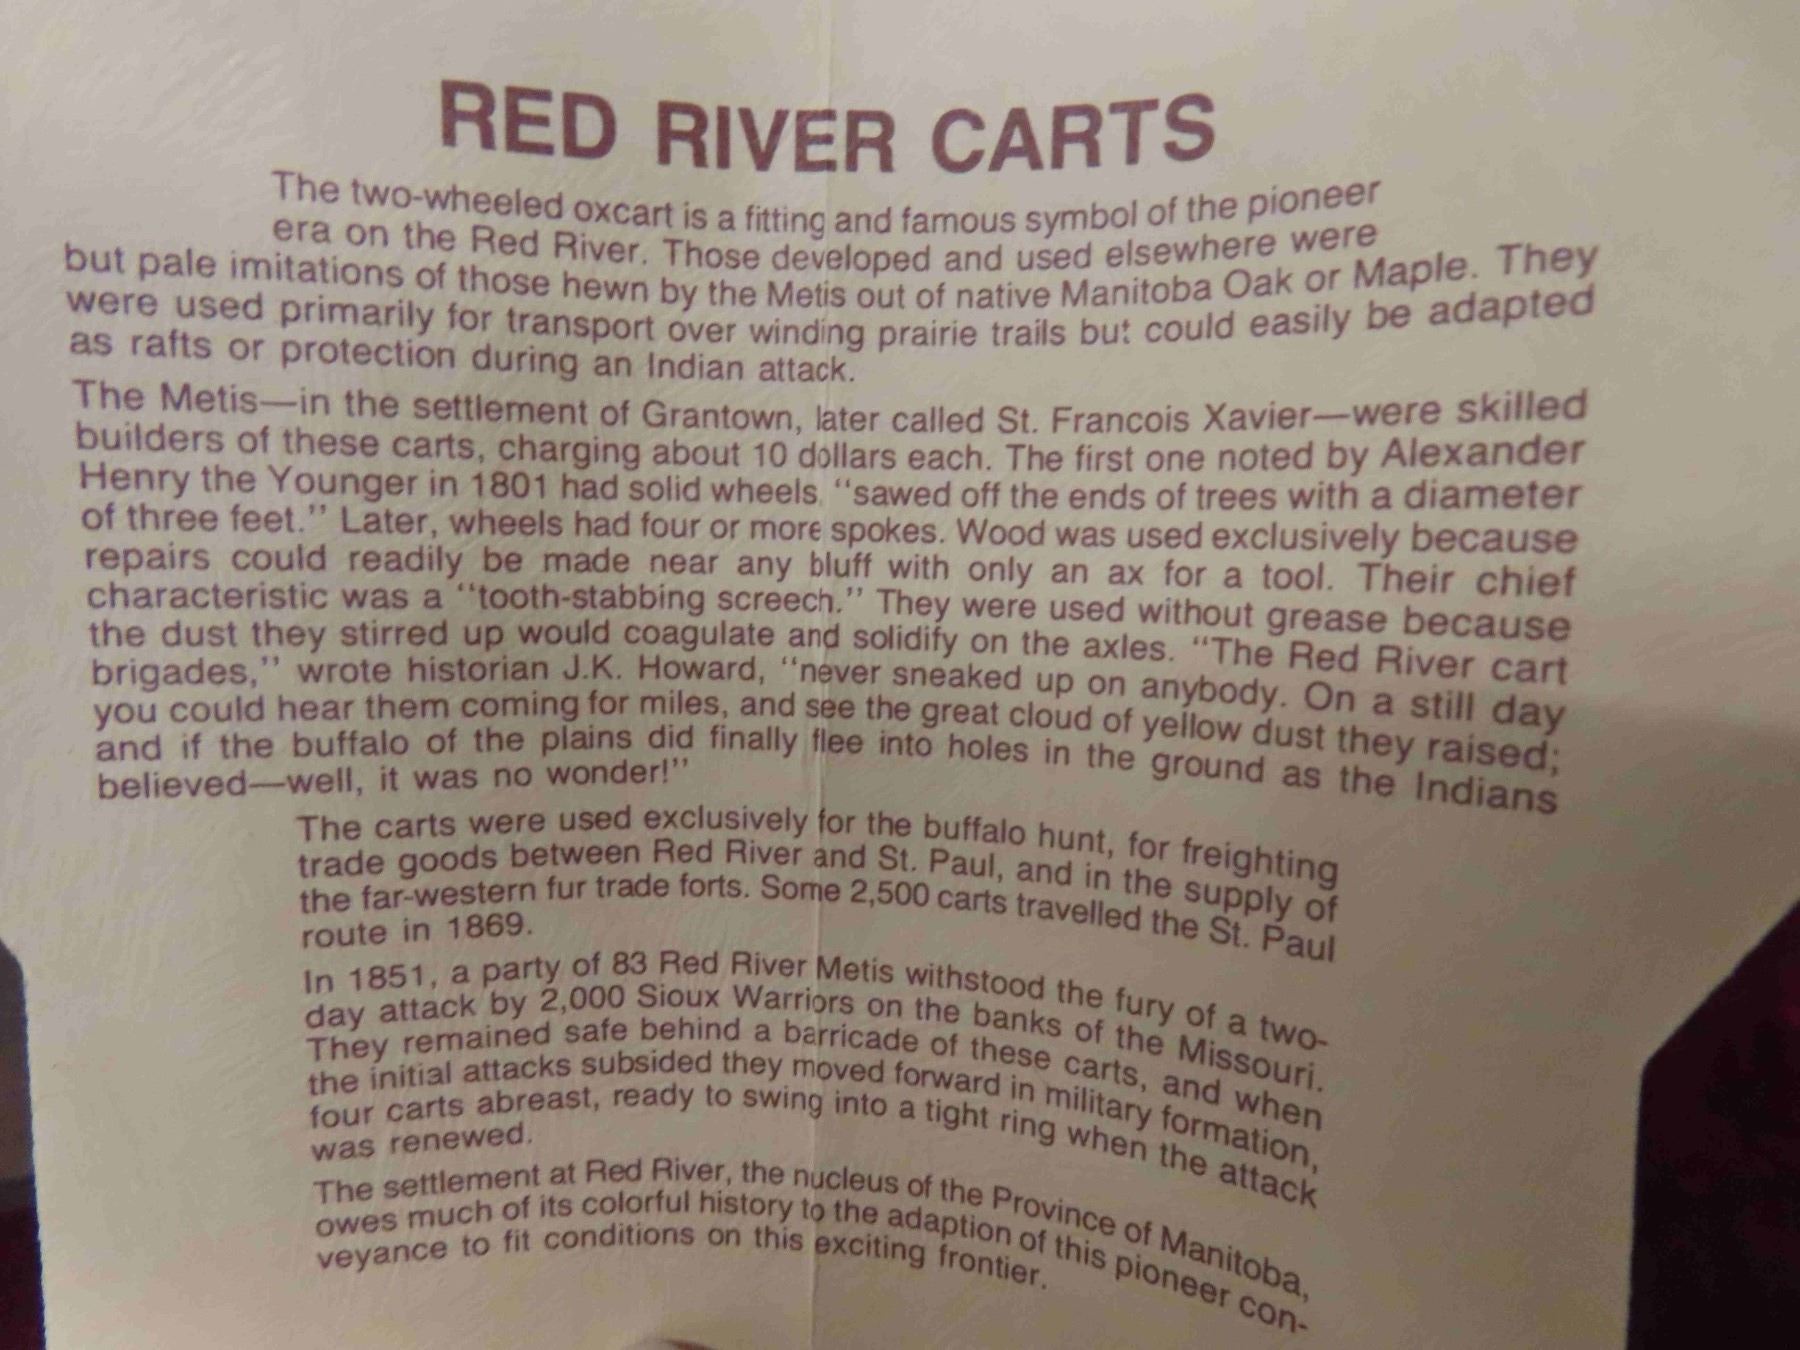 RED RIVER CARTS
The two-wheeled oxcart is a fitting and famous symbol of the pioneer
era on the Red River. Those developed and used elsewhere were
but pale imitations of those hewn by the Metis out of native Manitoba Oak or Maple. They
were used primarily for transport over winding prairie trails but could easily be adapted
as rafts or protection during an Indian attack.
The Metis—in the settlement of Grantown, later called St. Francois Xavier—were skilled
builders of these carts, charging about 10 dollars each. The first one noted by Alexander
Henry the Younger in 1801 had solid wheels "sawed off the ends of trees with a diameter
of three feet." Later, wheels had four or more spokes. Wood was used exclusively because
repairs could readily be made near any bluff with only an ax for a tool. Their chief
characteristic was a "tooth-stabbing screech." They were used without grease because
the dust they stirred up would coagulate and solidify on the axles. "The Red River cart
brigades," wrote historian J.K. Howard, "never sneaked up on anybody. On a still day
you could hear them coming for miles, and see the great cloud of yellow dust they raised;
and if the buffalo of the plains did finally flee into holes in the ground as the Indians
believed—well, it was no wonder!"
The carts were used exclusively for the buffalo hunt, for freighting
trade goods between Red River and St. Paul, and in the supply of
the far-western fur trade forts. Some 2,500 carts travelled the St. Paul
route in 1869.
In 1851, a party of 83 Red River Metis withstood the fury of a two-
day attack by 2,000 Sioux Warriors on the banks of the Missouri.
They remained safe behind a barricade of these carts, and when
the initial attacks subsided they moved forward in military formation,
four carts abreast, ready to swing into a tight ring when the attack
was renewed.
The settlement at Red River, the nucleus of the Province of Manitoba,
owes much of its colorful history to the adaption of this pioneer con-
veyance to fit conditions on this exciting frontier.